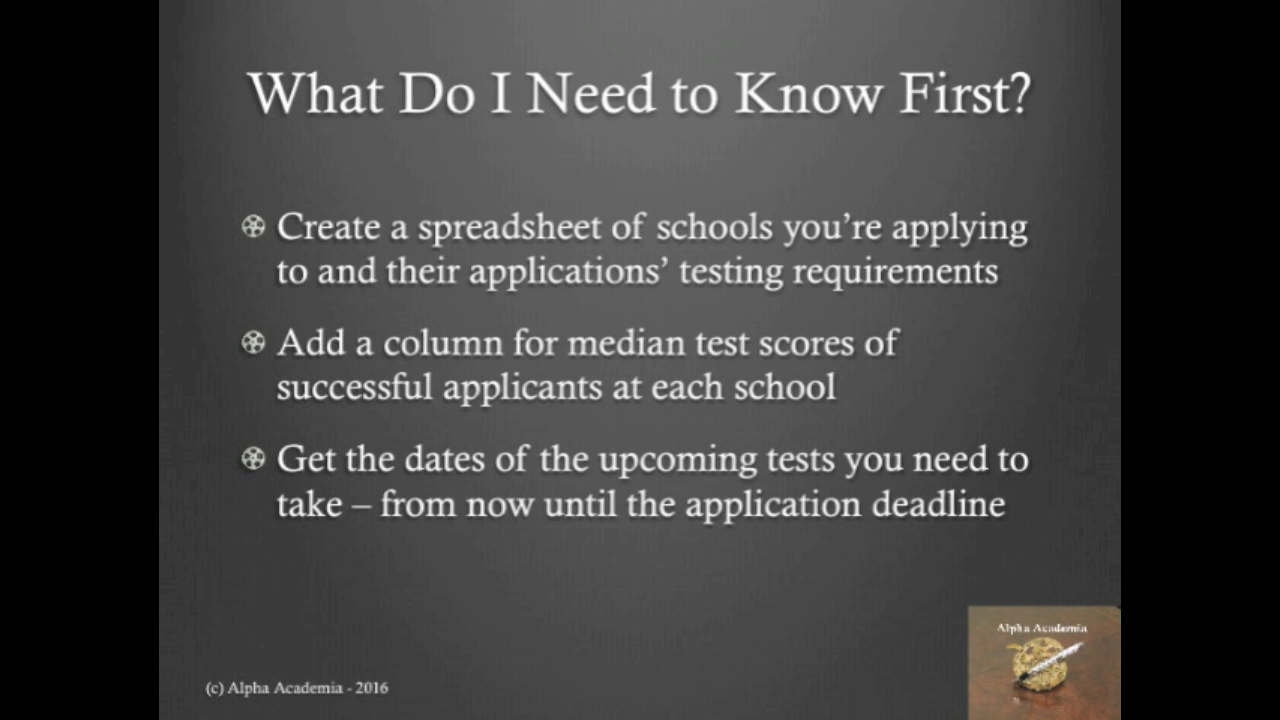 What Do I Need to Know First?
Create a spreadsheet of schools you’re applying
to and their applications’ testing requirements
Add a column for median test scores of
successful applicants at each school
Get the dates of the upcoming tests you need to
take – from now until the application deadline
Alpha Academia
(c) Alpha Academia - 2016